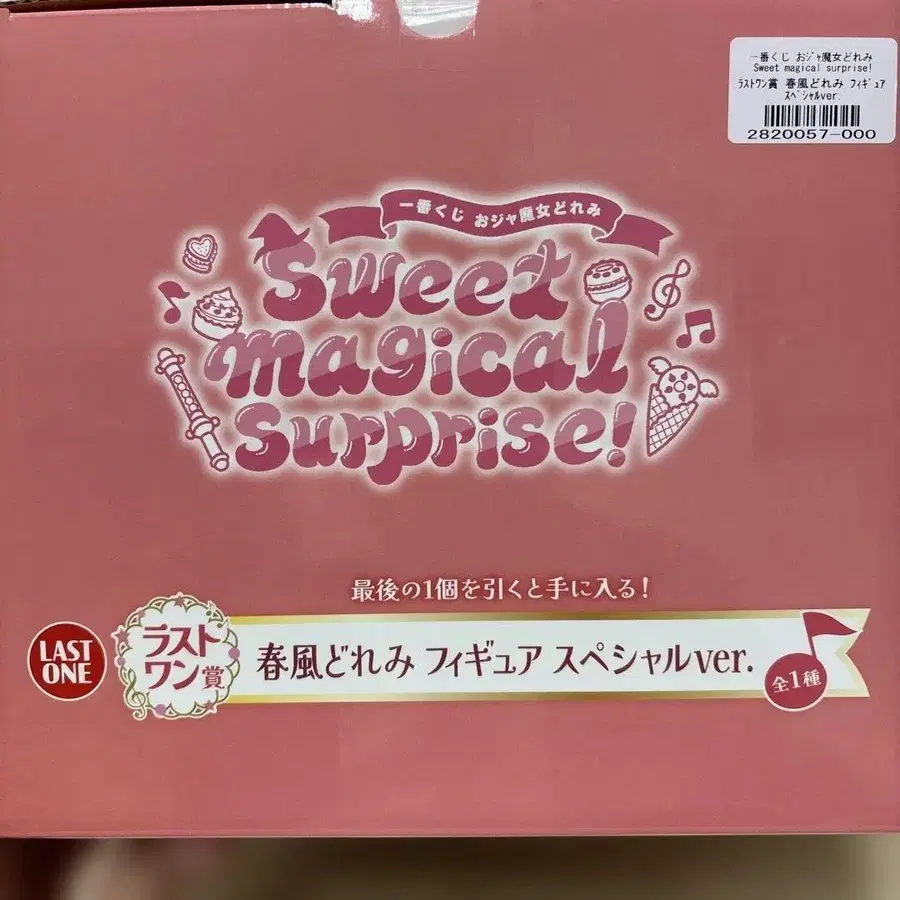 一番くじ おジャ魔女どれみ
Sweet magical surprise!
ラストワン賞 春風どれみ フィギュア
スペシャルver.
2820057-000
一番くじ おジャ魔女どれみ
Sweet
magical
surprise!
最後の1個を引くと手に入る!
LAST
ONE
ラスト
ワン賞
春風どれみ フィギュア スペシャルver.
全1種